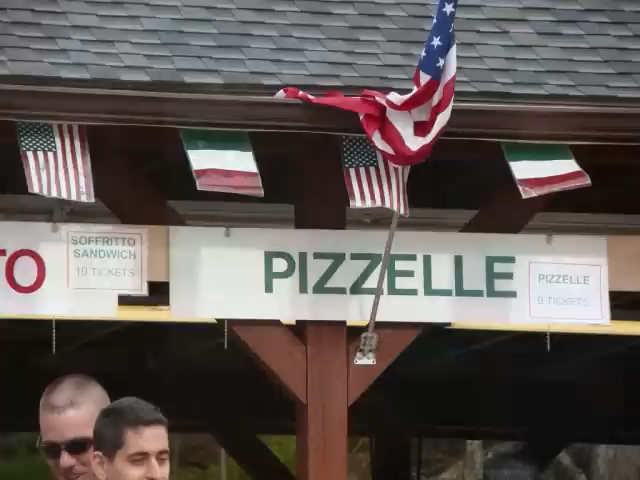 TO
SOFFRITTO
SANDWICH
10 TICKETS
PIZZELLE
PIZZELLE
9 TICKETS